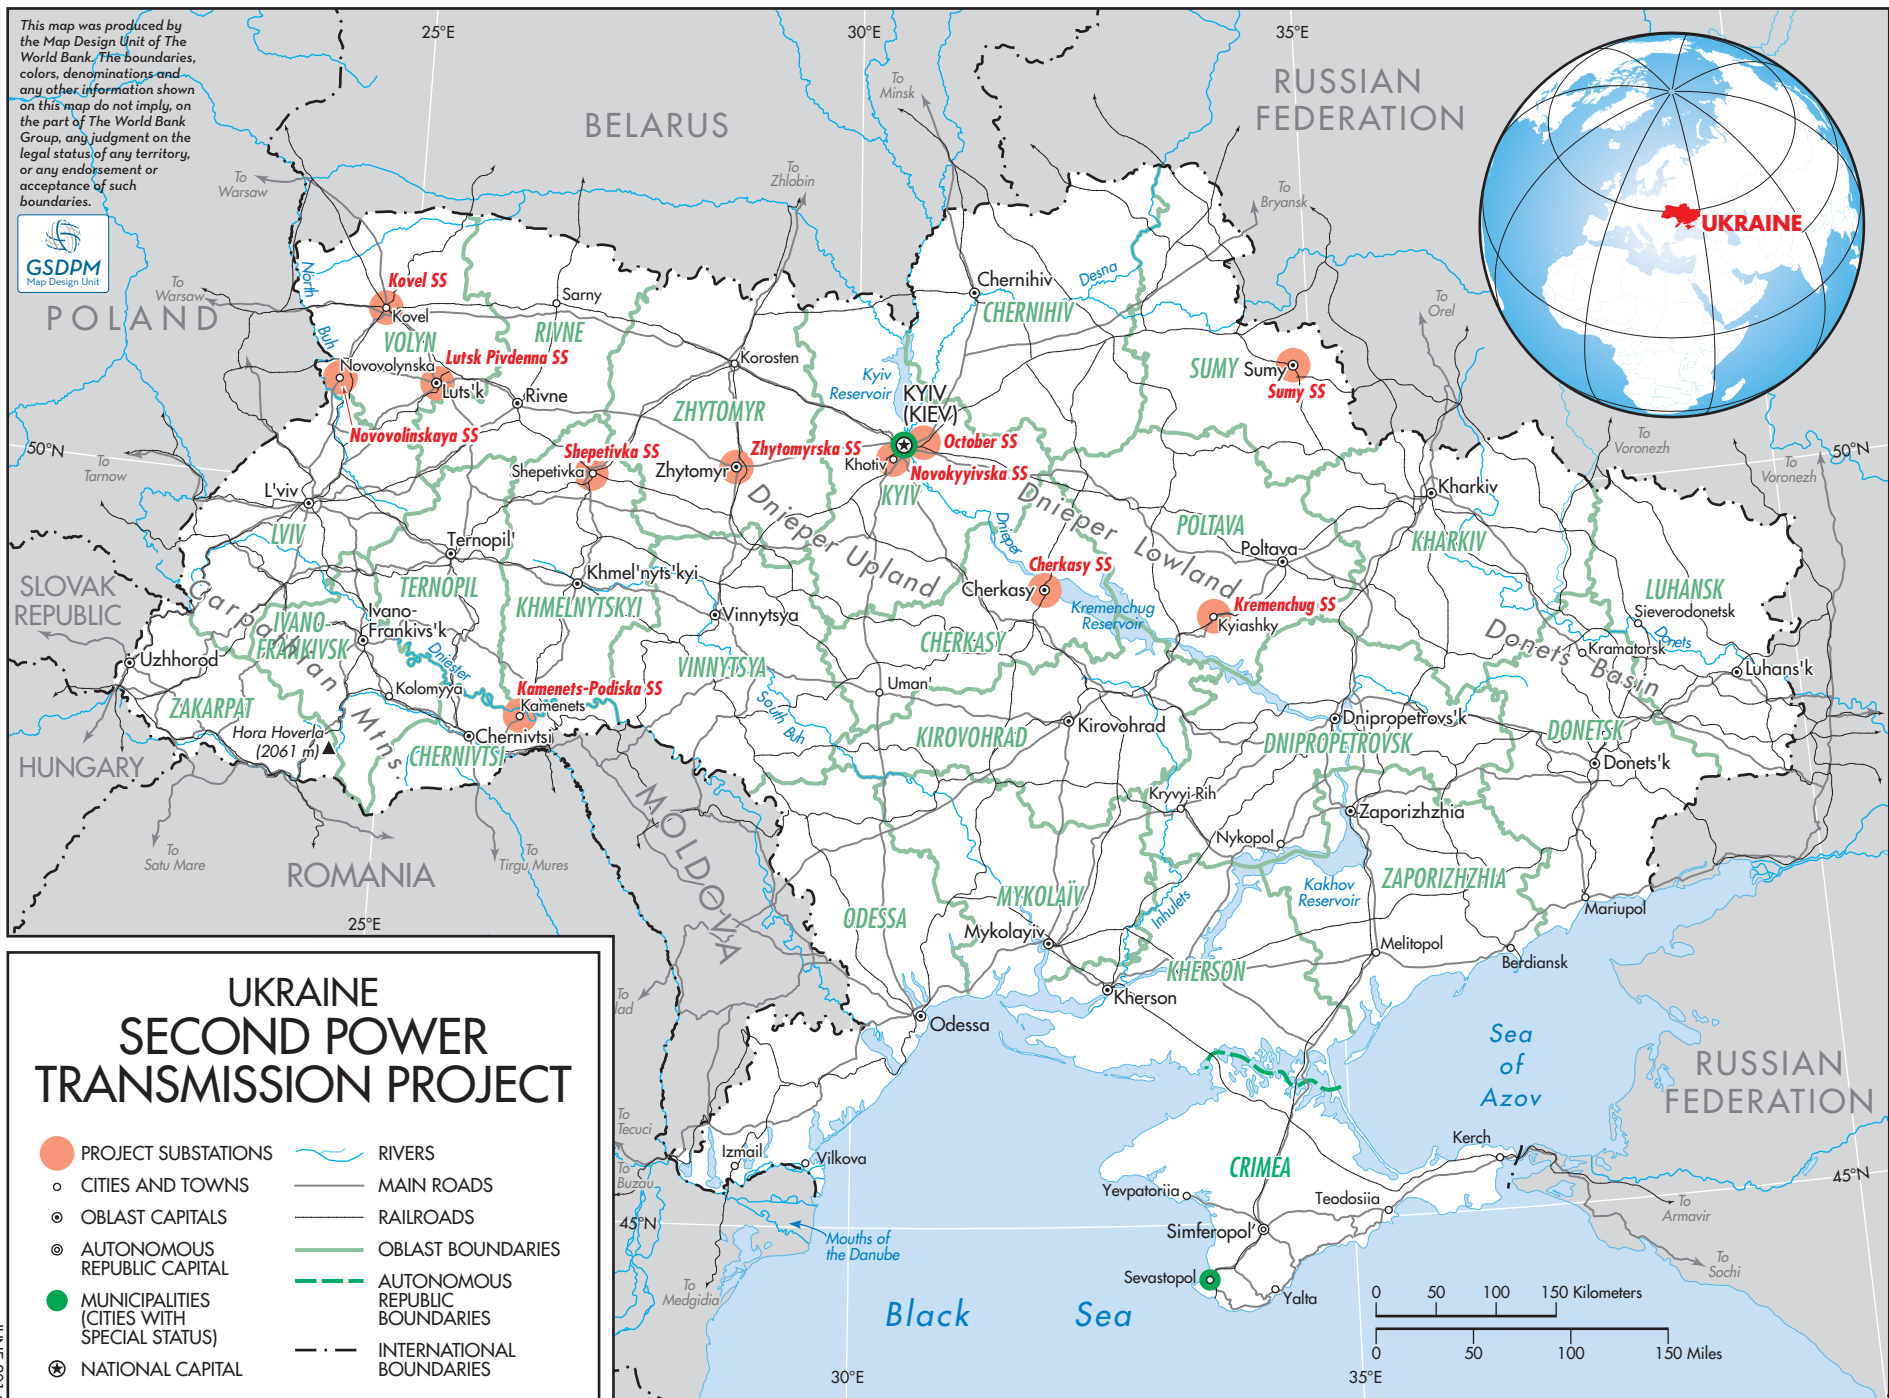 This map was produced by
the Map Design Unit of The
World Bank. The boundaries,
colors, denominations and
any other information shown
on this map do not imply, on
the part of The World Bank
Group, any judgment on the
legal status of any territory,
or any endorsement or
acceptance of such
boundaries.
GSDPM
Map Design Unit
25°E
30°E
35°E
To
Minsk
RUSSIAN
FEDERATION
BELARUS
To
Warsaw
To
Zhlobin
To
Bryansk
UKRAINE
To
Warsaw
POLAND
North
Buh
Kovel SS
Kovel
VOLYN
Sarny
RIVNE
Chernihiv
Desna
CHERNIHIV
To
Orel
Lutsk Pivdenna SS
Novovolynska
Luts'k
Rivne
Korosten
Kyiv
Reservoir
KYIV
(KIEV)
SUMY
Sumy
Sumy SS
ZHYTOMYR
Novovolinskaya SS
Shepetivka SS
Shepetivka
Zhytomyrska SS
Zhytomyr
October SS
Khotiv
Novokyyivska SS
KYIV
50°N
To
Tarnow
To
Voronezh
To
Voronezh
50°N
L'viv
LVIV
Ternopil'
TERNOPIL
Dnieper Upland
Dnieper
Dnieper Lowland
POLTAVA
Poltava
Kharkiv
KHARKIV
SLOVAK
REPUBLIC
Carpathian Mtns.
Khmel'nyts'kyi
KHMELNYTSKYI
Vinnytsya
Cherkasy SS
Cherkasy
Kremenchug
Reservoir
Kremenchug SS
Kyiashky
LUHANSK
Sieverodonetsk
Donets
Kramatorsk
Donets Basin
Luhans'k
IVANO
FRANKIVSK
Ivano-
Frankivs'k
Dniester
Uzhhorod
ZAKARPAT
Kolomyya
Kamenets-Podiska SS
Kamenets
VINNYTSYA
CHERKASY
Uman'
South Buh
Kirovohrad
KIROVOHRAD
Dnipropetrovs'k
DNIPROPETROVSK
DONETSK
Donets'k
Hora Hoverla
(2061 m)
Chernivtsi
CHERNIVTSI
HUNGARY
MOLDOVA
Kryvyi Rih
Zaporizhzhia
Nykopol
To
Satu Mare
ROMANIA
To
Tirgu Mures
ODESSA
MYKOLAÏV
Mykolayiv
Inhulets
Kakhov
Reservoir
ZAPORIZHZHIA
Mariupol
25°E
Melitopol
Berdiansk
KHERSON
Kherson
Odessa
To
lad
Sea
of
Azov
RUSSIAN
FEDERATION
To
Tecuci
To
Buzau
Izmail
Vilkova
45°N
Mouths of
the Danube
To
Medgidia
CRIMEA
Kerch
Yevpatoriia
Teodosiia
Simferopol'
Sevastopol
Yalta
45°N
To
Armavir
To
Sochi
Black Sea
0 50 100 150 Kilometers
0 50 100 150 Miles
30°E
35°E
UKRAINE
SECOND POWER
TRANSMISSION PROJECT
PROJECT SUBSTATIONS
CITIES AND TOWNS
OBLAST CAPITALS
AUTONOMOUS
REPUBLIC CAPITAL
MUNICIPALITIES
(CITIES WITH
SPECIAL STATUS)
NATIONAL CAPITAL
RIVERS
MAIN ROADS
RAILROADS
OBLAST BOUNDARIES
AUTONOMOUS
REPUBLIC
BOUNDARIES
INTERNATIONAL
BOUNDARIES